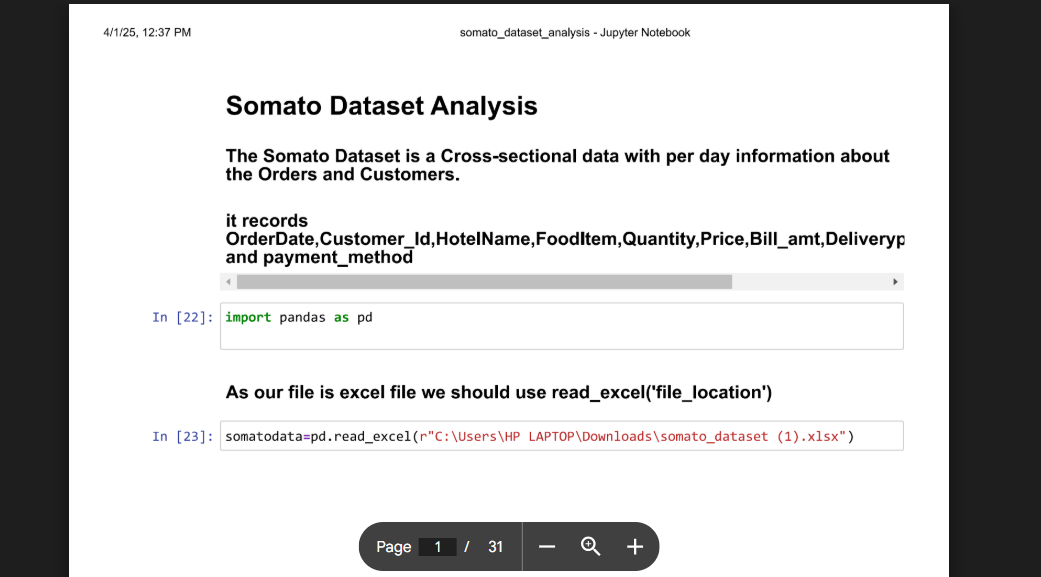 4/1/25, 12:37 PM somato_dataset_analysis - Jupyter Notebook
Somato Dataset Analysis
The Somato Dataset is a Cross-sectional data with per day information about
the Orders and Customers.
it records
OrderDate,Customer_Id,HotelName,FoodItem,Quantity,Price,Bill_amt,Deliveryp
and payment_method
In [22]: import pandas as pd
As our file is excel file we should use read_excel('file_location')
In [23]: somatodata=pd.read_excel(r"C:\Users\HP LAPTOP\Downloads\somato_dataset (1).xlsx")
Page 1 / 31